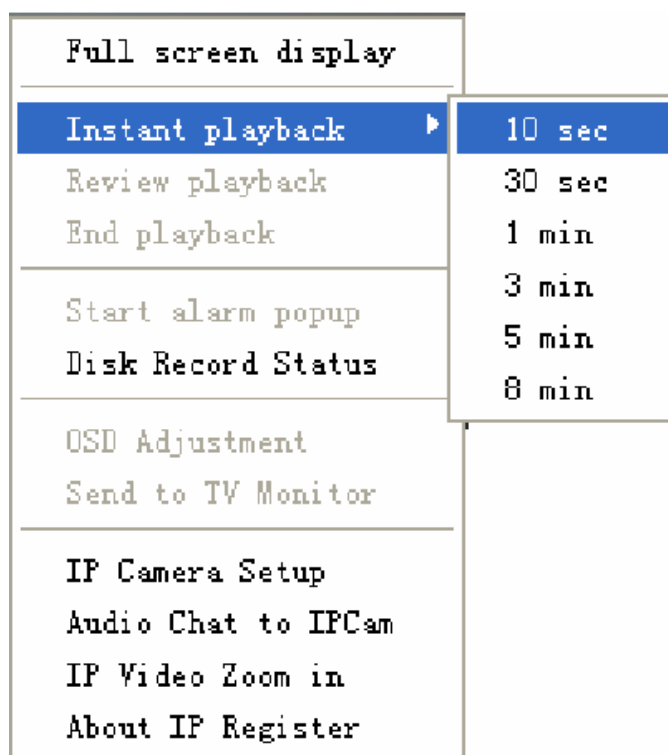 Full screen display
Instant playback
Review playback
End playback
Start alarm popup
Disk Record Status
OSD Adjustment
Send to TV Monitor
IP Camera Setup
Audio Chat to IPCam
IP Video Zoom in
About IP Register
10 sec
30 sec
1 min
3 min
5 min
8 min